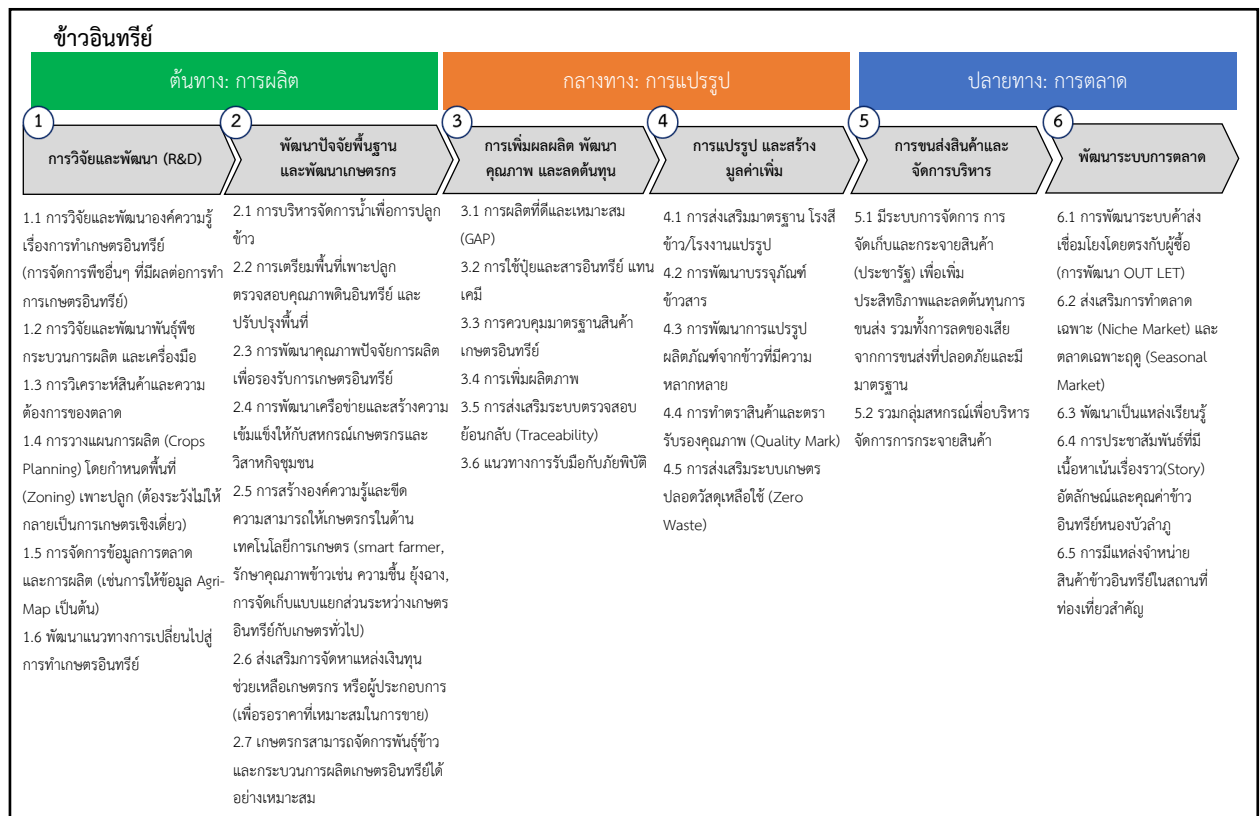 ข้าวอินทรีย์
ต้นทาง: การผลิต
กลางทาง: การแปรรูป
ปลายทาง: การตลาด
1
การวิจัยและพัฒนา (R&D)
2
พัฒนาปัจจัยพื้นฐาน
และพัฒนาเกษตรกร
3
การเพิ่มผลผลิต พัฒนา
คุณภาพ และลดต้นทุน
4
การแปรรูป และสร้าง
มูลค่าเพิ่ม
5
การขนส่งสินค้าและ
จัดการบริหาร
6
พัฒนาระบบการตลาด
1.1 การวิจัยและพัฒนาองค์ความรู้
เรื่องการทำเกษตรอินทรีย์
(การจัดการพืชอื่นๆ ที่มีผลต่อการทำ
การเกษตรอินทรีย์)
1.2 การวิจัยและพัฒนาพันธุ์พืช
กระบวนการผลิต และเครื่องมือ
1.3 การวิเคราะห์สินค้าและความ
ต้องการของตลาด
1.4 การวางแผนการผลิต (Crops
Planning) โดยกำหนดพื้นที่
(Zoning) เพาะปลูก (ต้องระวังไม่ให้
กลายเป็นการเกษตรเชิงเดี่ยว)
1.5 การจัดการข้อมูลการตลาด
และการผลิต (เช่นการให้ข้อมูล Agri-
Map เป็นต้น)
1.6 พัฒนาแนวทางการเปลี่ยนไปสู่
การทำเกษตรอินทรีย์
2.1 การบริหารจัดการน้ำเพื่อการปลูก
ข้าว
2.2 การเตรียมพื้นที่เพาะปลูก
ตรวจสอบคุณภาพดินอินทรีย์ และ
ปรับปรุงพื้นที่
2.3 การพัฒนาคุณภาพปัจจัยการผลิต
เพื่อรองรับการเกษตรอินทรีย์
2.4 การพัฒนาเครือข่ายและสร้างความ
เข้มแข็งให้กับสหกรณ์เกษตรกรและ
วิสาหกิจชุมชน
2.5 การสร้างองค์ความรู้และขีด
ความสามารถให้เกษตรกรในด้าน
เทคโนโลยีการเกษตร (smart farmer,
รักษาคุณภาพข้าวเช่น ความชื้น ยุ้งฉาง,
การจัดเก็บแบบแยกส่วนระหว่างเกษตร
อินทรีย์กับเกษตรทั่วไป)
2.6 ส่งเสริมการจัดหาแหล่งเงินทุน
ช่วยเหลือเกษตรกร หรือผู้ประกอบการ
(เพื่อรอราคาที่เหมาะสมในการขาย)
2.7 เกษตรกรสามารถจัดการพันธุ์ข้าว
และกระบวนการผลิตเกษตรอินทรีย์ได้
อย่างเหมาะสม
3.1 การผลิตที่ดีและเหมาะสม
(GAP)
3.2 การใช้ปุ๋ยและสารอินทรีย์ แทน
เคมี
3.3 การควบคุมมาตรฐานสินค้า
เกษตรอินทรีย์
3.4 การเพิ่มผลิตภาพ
3.5 การส่งเสริมระบบตรวจสอบ
ย้อนกลับ (Traceability)
3.6 แนวทางการรับมือกับภัยพิบัติ
4.1 การส่งเสริมมาตรฐาน โรงสี
ข้าว/โรงงานแปรรูป
4.2 การพัฒนาบรรจุภัณฑ์
ข้าวสาร
4.3 การพัฒนาการแปรรูป
ผลิตภัณฑ์จากข้าวที่มีความ
หลากหลาย
4.4 การทำตราสินค้าและตรา
รับรองคุณภาพ (Quality Mark)
4.5 การส่งเสริมระบบเกษตร
ปลอดวัสดุเหลือใช้ (Zero
Waste)
5.1 มีระบบการจัดการ การ
จัดเก็บและกระจายสินค้า
(ประชารัฐ) เพื่อเพิ่ม
ประสิทธิภาพและลดต้นทุนการ
ขนส่ง รวมทั้งการลดของเสีย
จากการขนส่งที่ปลอดภัยและมี
มาตรฐาน
5.2 รวมกลุ่มสหกรณ์เพื่อบริหาร
จัดการการกระจายสินค้า
6.1 การพัฒนาระบบค้าส่ง
เชื่อมโยงโดยตรงกับผู้ซื้อ
(การพัฒนา OUT LET)
6.2 ส่งเสริมการทำตลาด
เฉพาะ (Niche Market) และ
ตลาดเฉพาะฤดู (Seasonal
Market)
6.3 พัฒนาเป็นแหล่งเรียนรู้
6.4 การประชาสัมพันธ์ที่มี
เนื้อหาเน้นเรื่องราว(Story)
อัตลักษณ์และคุณค่าข้าว
อินทรีย์หนองบัวลำภู
6.5 การมีแหล่งจำหน่าย
สินค้าข้าวอินทรีย์ในสถานที่
ท่องเที่ยวสำคัญ